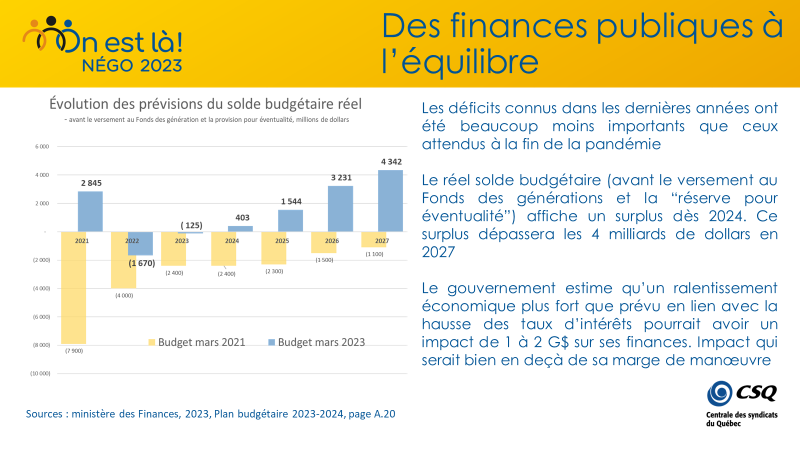 On est là!
NÉGO 2023
Des finances publiques à
l'équilibre
Évolution des prévisions du solde budgétaire réel
- avant le versement au Fonds des génération et la provision pour éventualité, millions de dollars
6 000
4 000
2 000
-
(2 000)
(4 000)
(6 000)
(8 000)
(10 000)
2 845
(1 670)
( 125)
403
1 544
3 231
4 342
2021
2022
2023
2024
2025
2026
2027
(7 900)
(4 000)
(2 400)
(2 400)
(2 300)
(1 500)
(1 100)
Budget mars 2021
Budget mars 2023
Sources : ministère des Finances, 2023, Plan budgétaire 2023-2024, page A.20
Les déficits connus dans les dernières années ont
été beaucoup moins importants que ceux
attendus à la fin de la pandémie
Le réel solde budgétaire (avant le versement au
Fonds des générations et la “réserve pour
éventualité”) affiche un surplus dès 2024. Ce
surplus dépassera les 4 milliards de dollars en
2027
Le gouvernement estime qu'un ralentissement
économique plus fort que prévu en lien avec la
hausse des taux d'intérêts pourrait avoir un
impact de 1 à 2 G$ sur ses finances. Impact qui
serait bien en deçà de sa marge de manœuvre
CSQ
Centrale des syndicats
du Québec